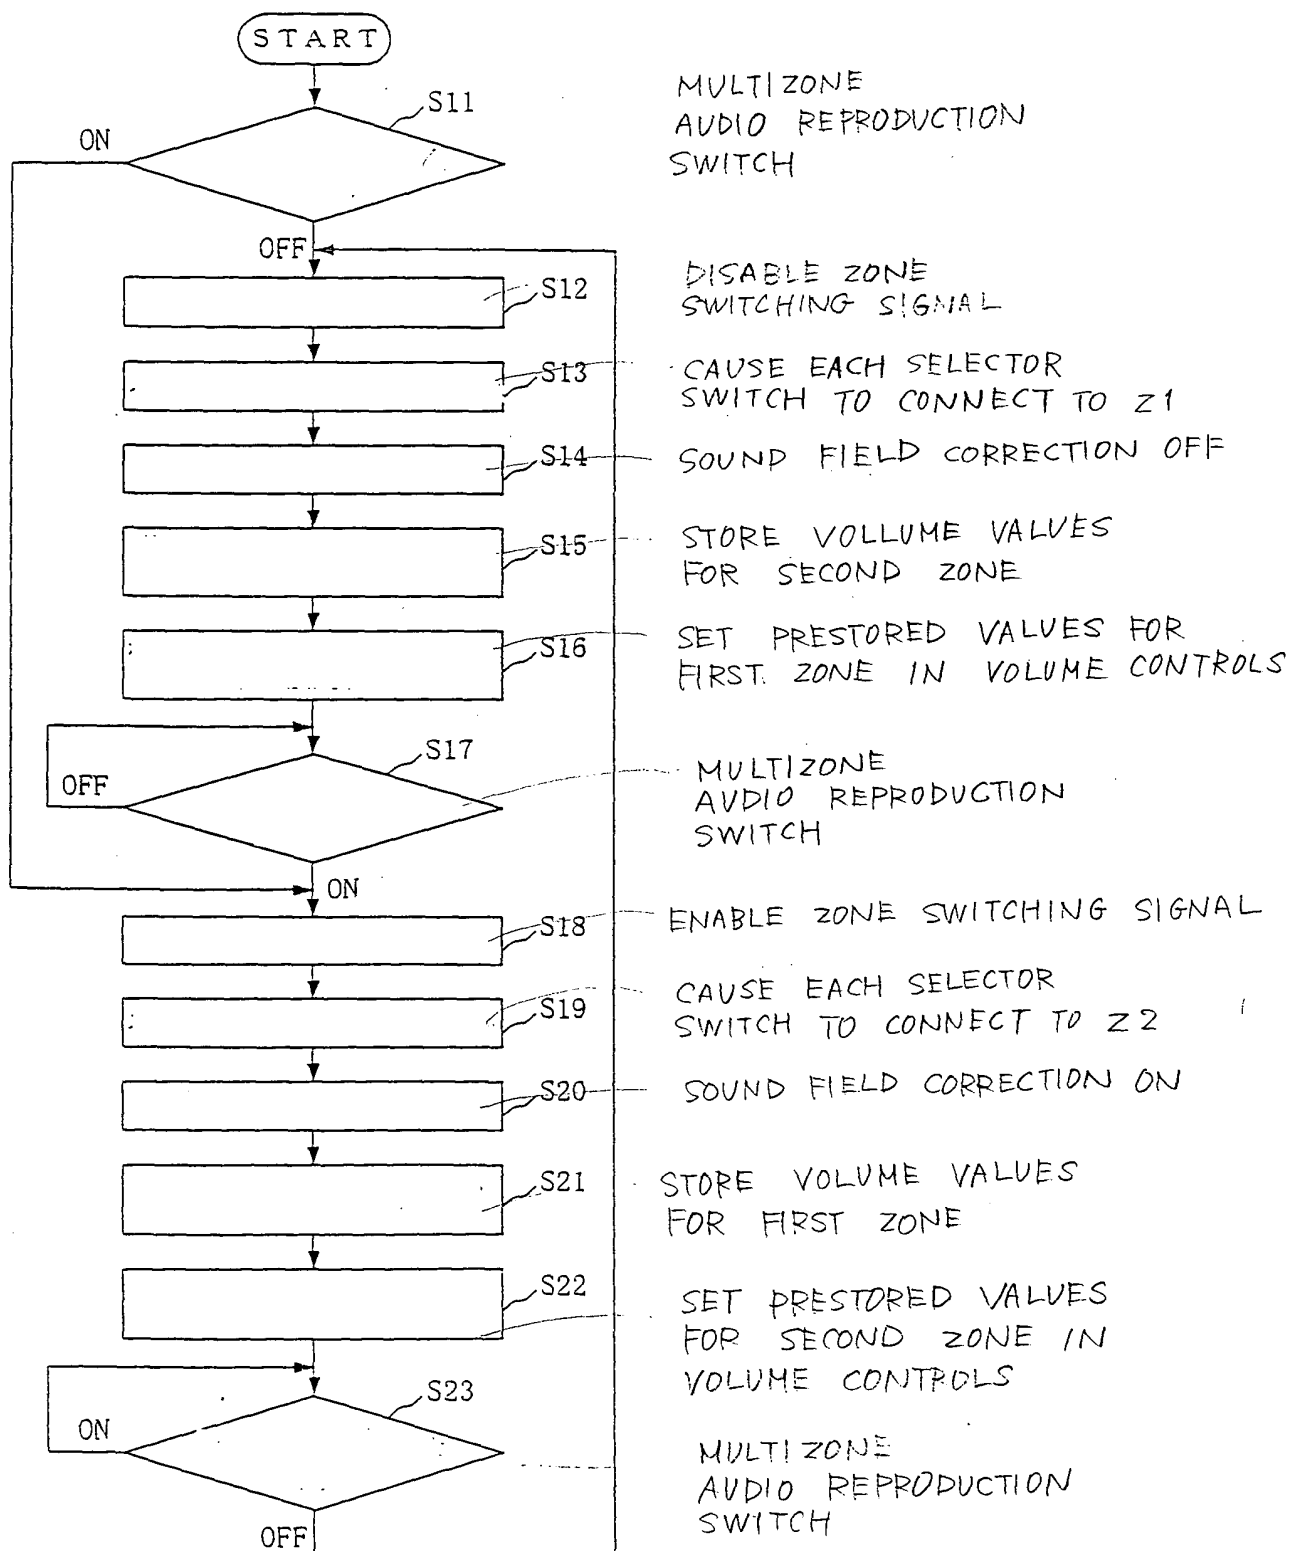 START
S11
MULTIZONE
AUDIO REPRODUCTION
SWITCH
ON
OFF
S12
DISABLE ZONE
SWITCHING SIGNAL
S13
CAUSE EACH SELECTOR
SWITCH TO CONNECT TO Z1
S14
SOUND FIELD CORRECTION OFF
S15
STORE VOLLUME VALUES
FOR SECOND ZONE
S16
SET PRESTORED VALUES FOR
FIRST ZONE IN VOLUME CONTROLS
S17
OFF
MULTIZONE
AUDIO REPRODUCTION
SWITCH
ON
S18
ENABLE ZONE SWITCHING SIGNAL
S19
CAUSE EACH SELECTOR
SWITCH TO CONNECT TO Z2
S20
SOUND FIELD CORRECTION ON
S21
STORE VOLUME VALUES
FOR FIRST ZONE
S22
SET PRESTORED VALUES
FOR SECOND ZONE IN
VOLUME CONTROLS
S23
ON
MULTIZONE
AUDIO REPRODUCTION
SWITCH
OFF